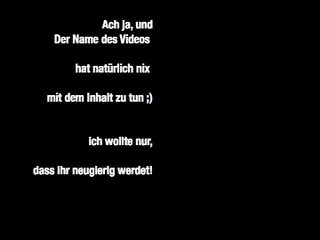 Ach ja, und
Der Name des Videos
hat natürlich nix
mit dem Inhalt zu tun ;)
ich wollte nur,
dass ihr neugierig werdet!